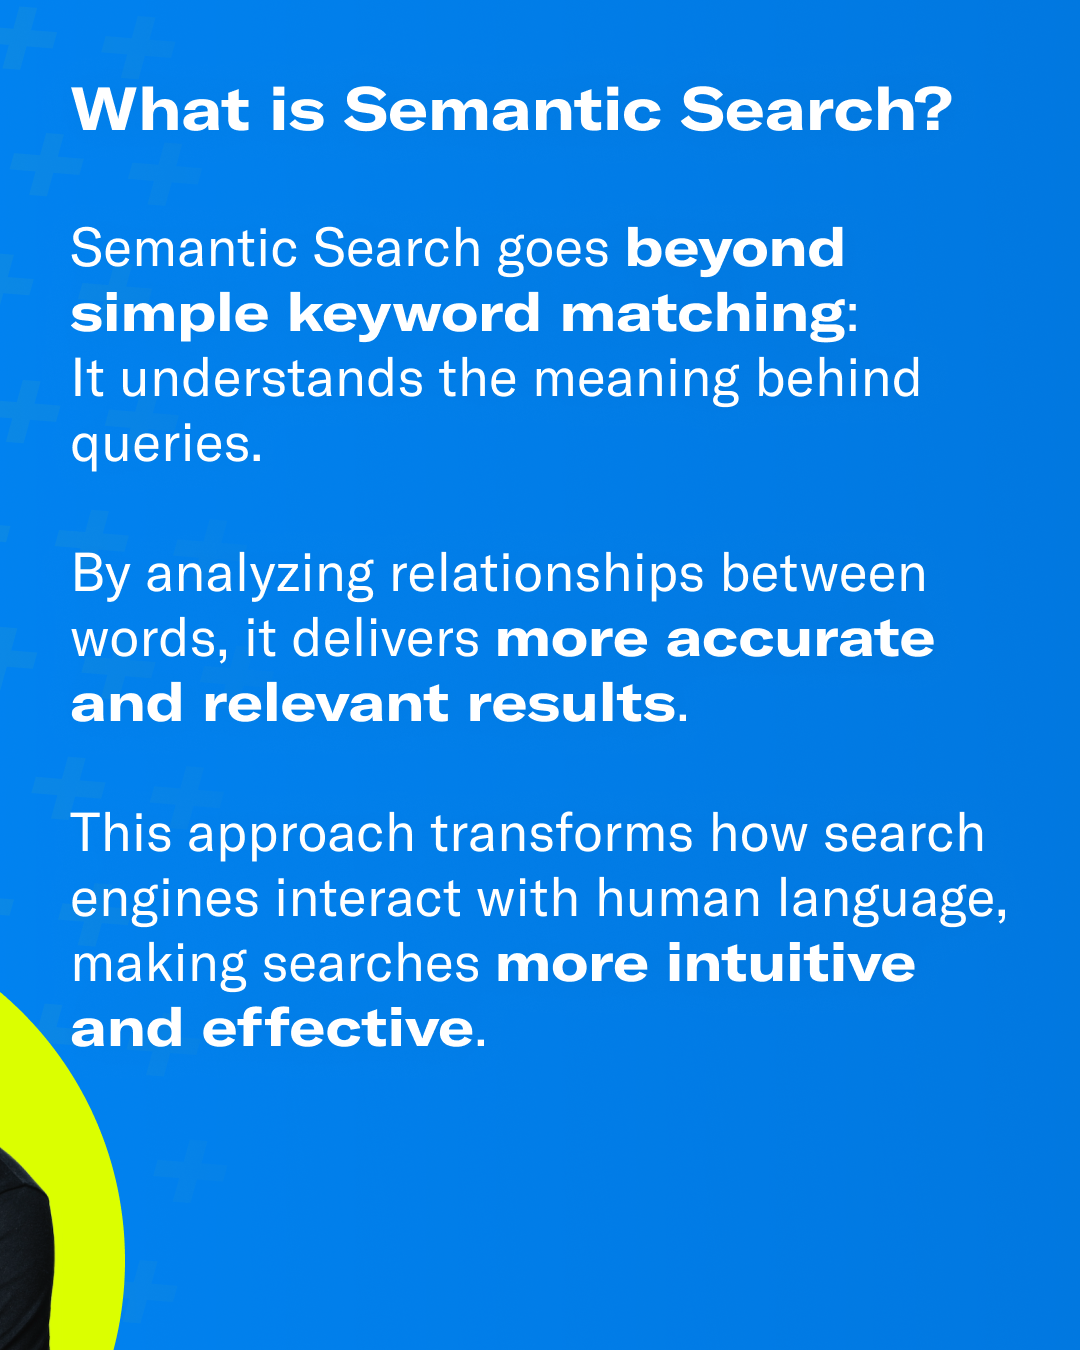 What is Semantic Search?
Semantic Search goes beyond
simple keyword matching:
It understands the meaning behind
queries.
By analyzing relationships between
words, it delivers more accurate
and relevant results.
This approach transforms how search
engines interact with human language,
making searches more intuitive
and effective.